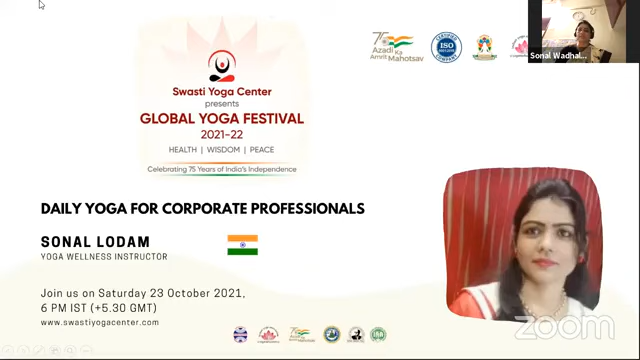 Swasti Yoga Center
presents
GLOBAL YOGA FESTIVAL
2021-22
HEALTH | WISDOM | PEACE
Celebrating 75 Years of India's Independence
75
Azadi Ka
Amrit Mahotsav
ISO
Sonal Wadhal...
DAILY YOGA FOR CORPORATE PROFESSIONALS
SONAL LODAM
YOGA WELLNESS INSTRUCTOR
Join us on Saturday 23 October 2021,
6 PM IST (+5.30 GMT)
www.swastiyogacenter.com
zoom